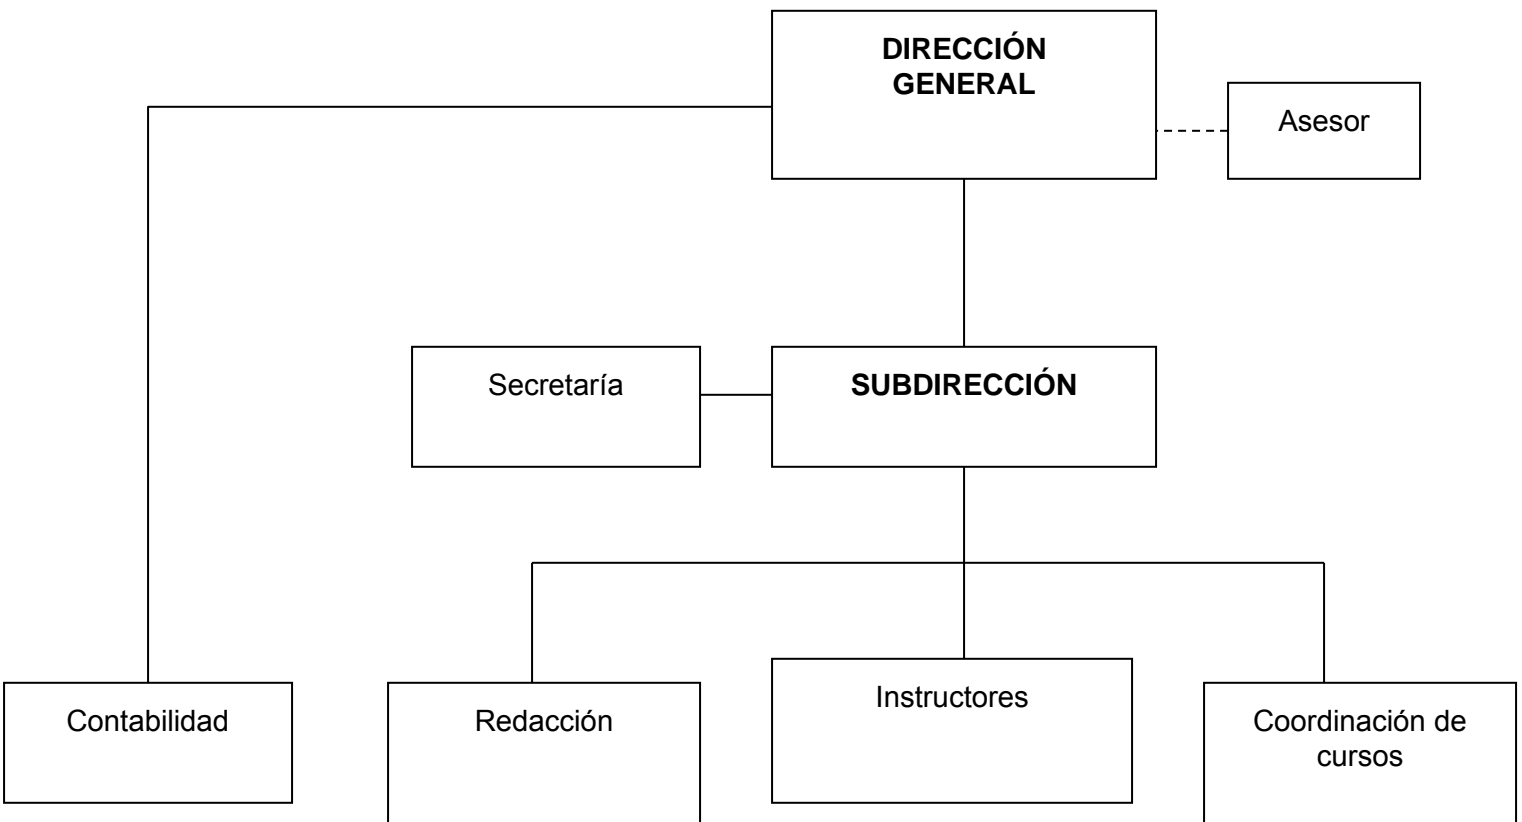 DIRECCIÓN
GENERAL
Asesor
Secretaría
SUBDIRECCIÓN
Contabilidad
Redacción
Instructores
Coordinación de
cursos